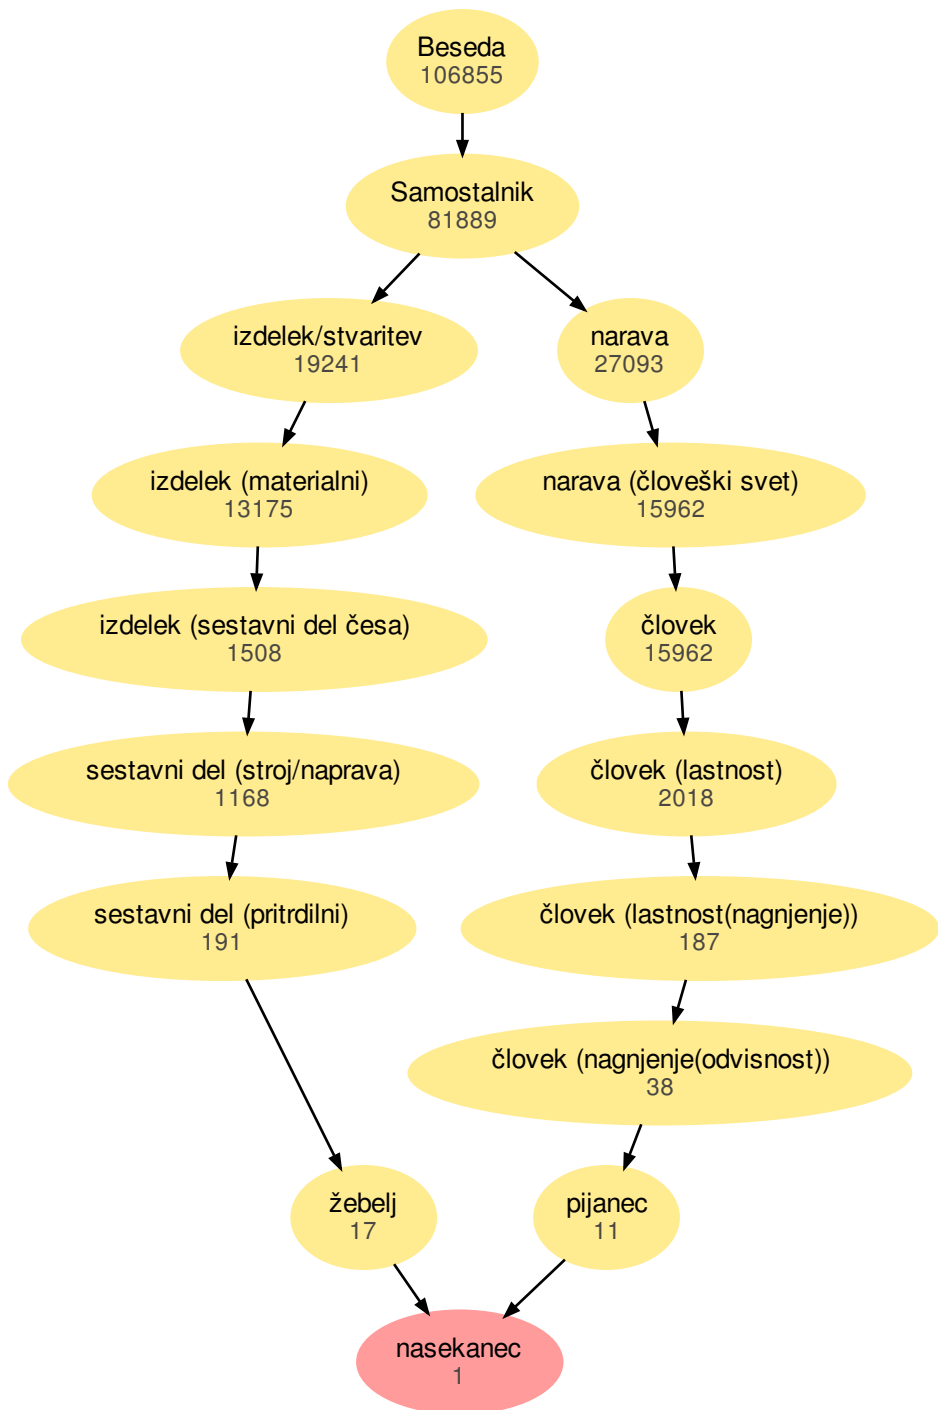 Beseda
106855
Samostalnik
81889
izdelek/stvaritev
19241
narava
27093
izdelek (materialni)
13175
narava (človeški svet)
15962
izdelek (sestavni del česa)
1508
človek
15962
sestavni del (stroj/naprava)
1168
človek (lastnost)
2018
sestavni del (pritrdilni)
191
človek (lastnost(nagnjenje))
187
človek (nagnjenje(odvisnost))
38
žebelj
17
pijanec
11
nasekanec
1